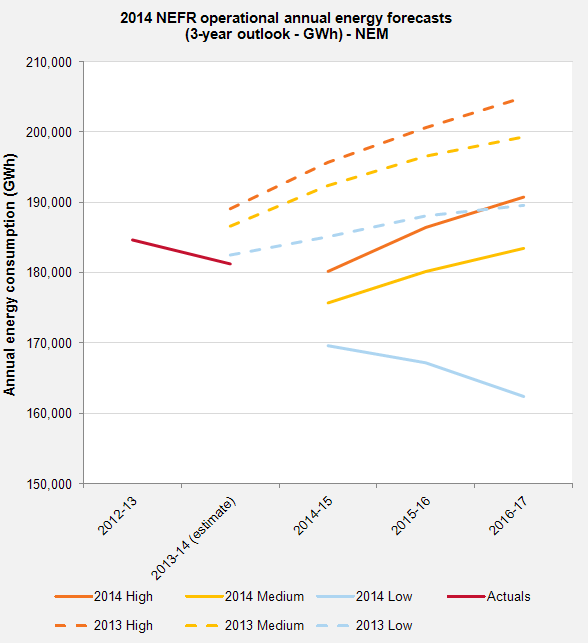 2014 NEFR operational annual energy forecasts
(3-year outlook - GWh) - NEM
Annual energy consumption (GWh)
210,000
200,000
190,000
180,000
170,000
160,000
150,000
2012-13
2013-14 (estimate)
2014-15
2015-16
2016-17
2014 High 2014 Medium 2014 Low Actuals
2013 High 2013 Medium 2013 Low